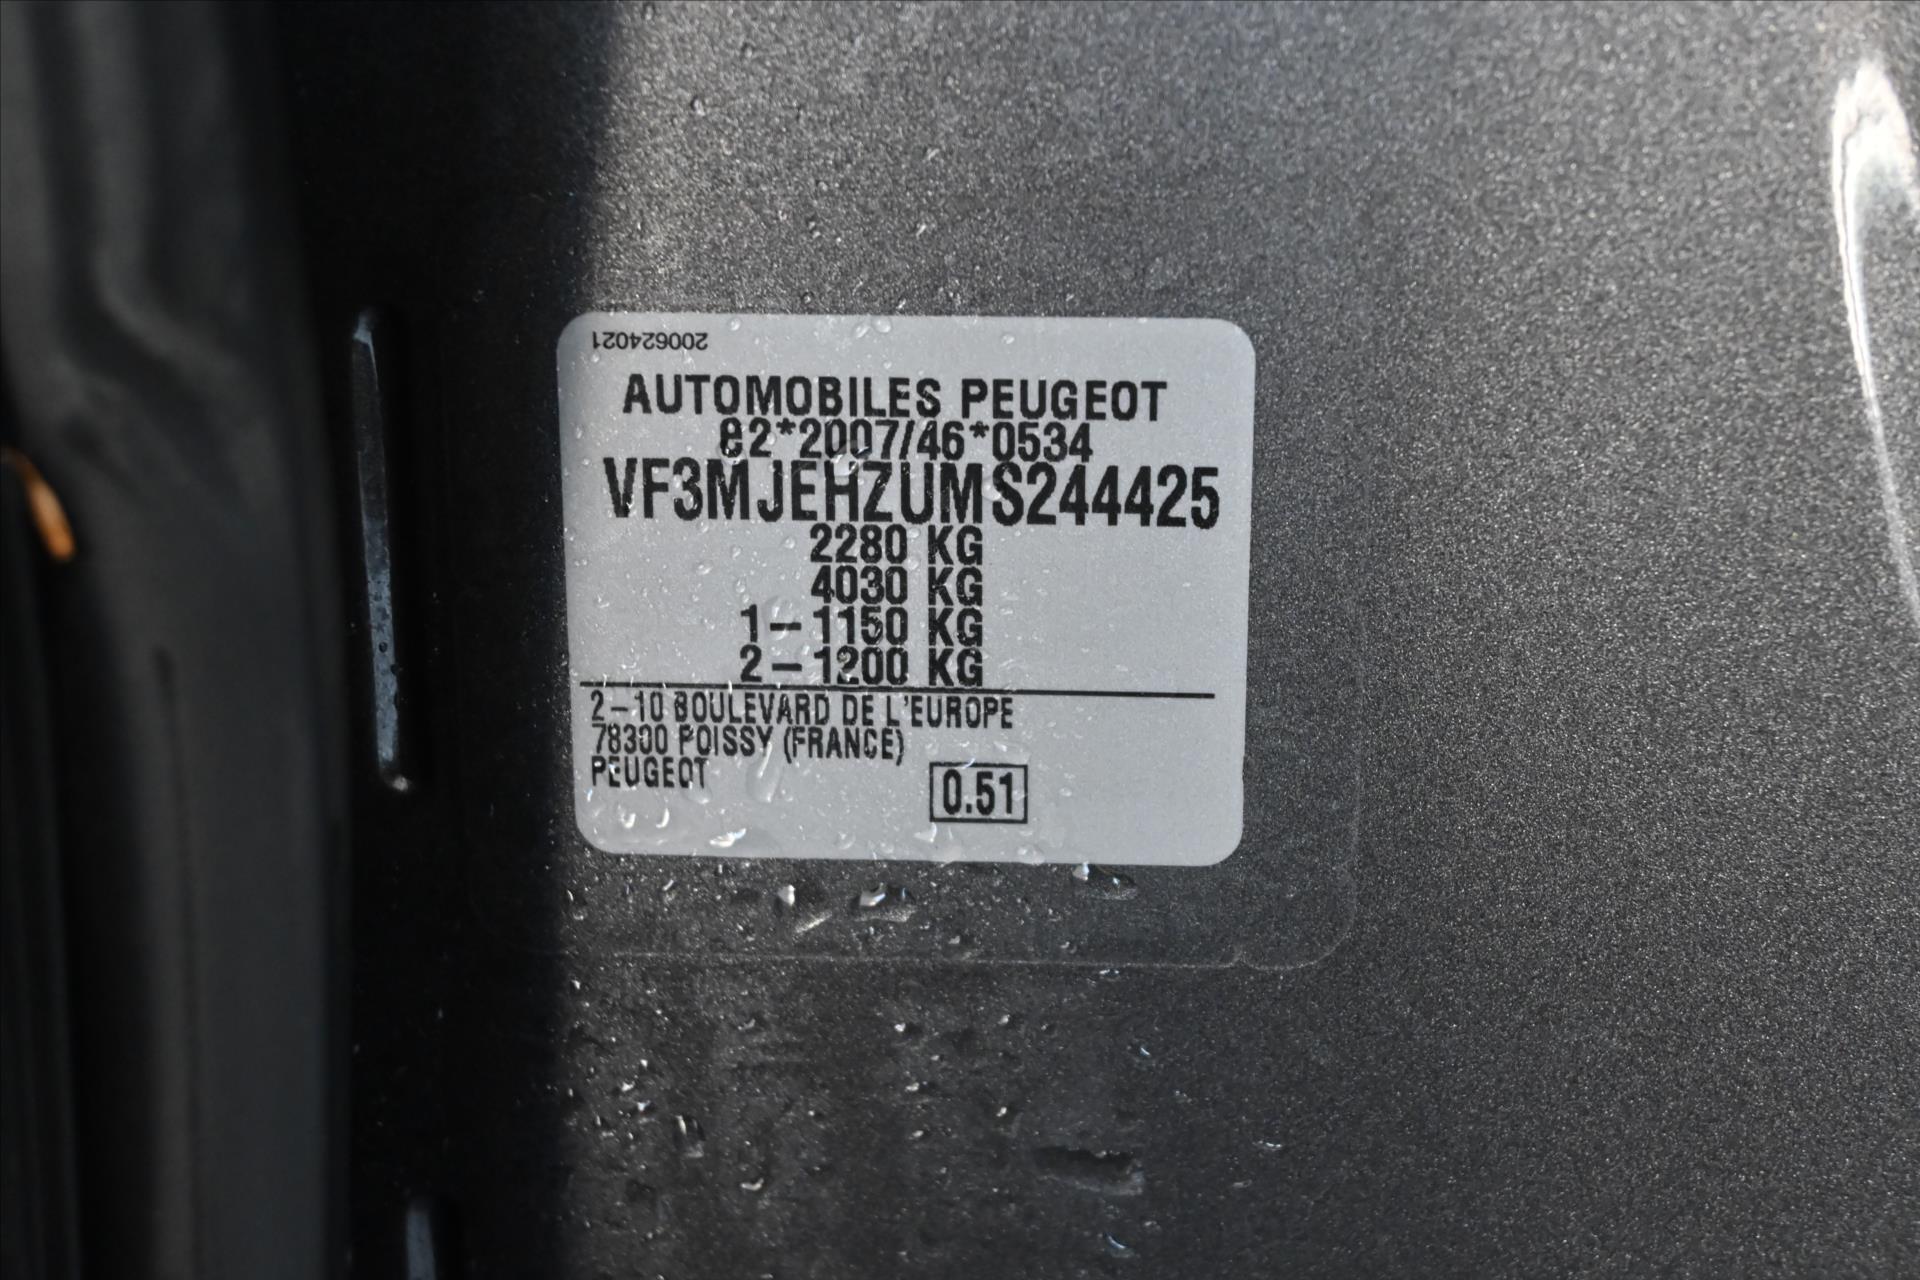 200624021
AUTOMOBILES PEUGEOT
e2*2007/46*0534
VF3MJEHZUMS244425
2280 KG
4030 KG
1-1150 KG
2-1200 KG
2-10 BOULEVARD DE L'EUROPE
78300 POISSY (FRANCE)
PEUGEOT
0.51